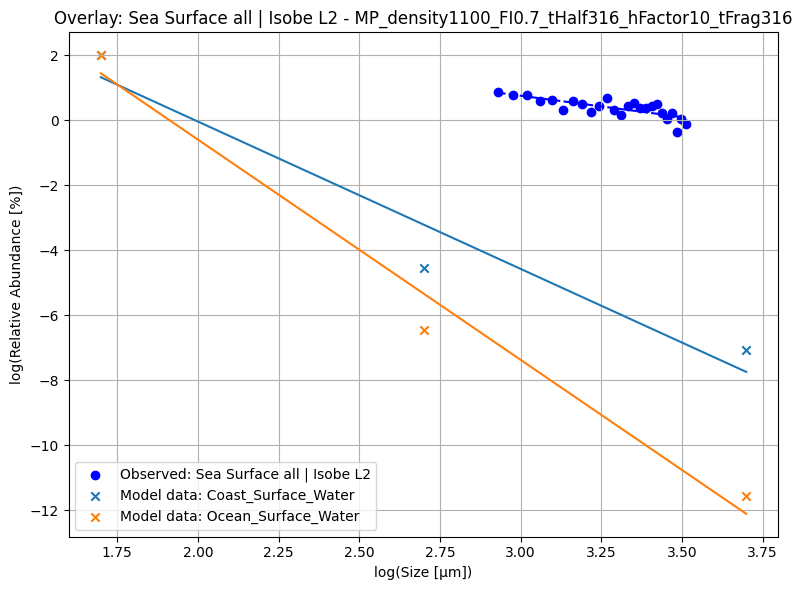 Overlay: Sea Surface all | Isobe L2 - MP_density1100_FI0.7_tHalf316_hFactor10_tFrag316
2
0
−2
−4
−6
−8
−10
−12
log(Relative Abundance [%])
Observed: Sea Surface all | Isobe L2
Model data: Coast_Surface_Water
Model data: Ocean_Surface_Water
1.75
2.00
2.25
2.50
2.75
3.00
3.25
3.50
3.75
log(Size [μm])